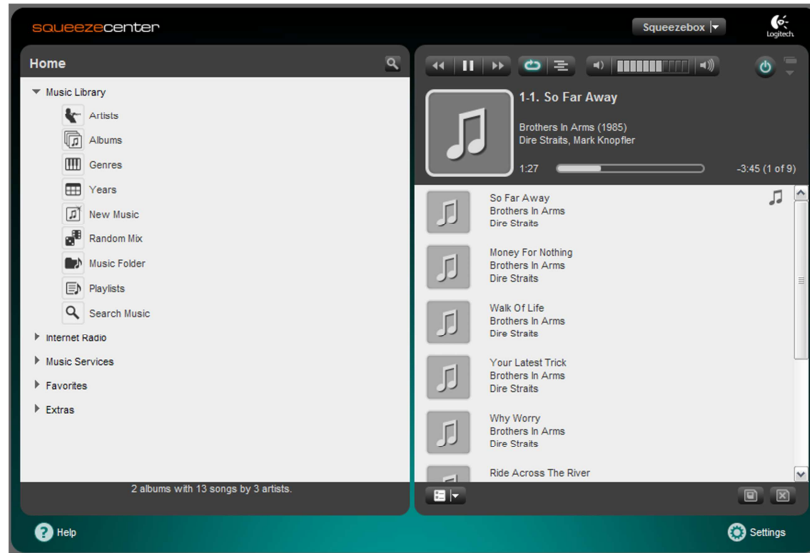 squeezecenter
Squeezebox
Logitech
Home
Music Library
Artists
Albums
Genres
Years
New Music
Random Mix
Music Folder
Playlists
Search Music
Internet Radio
Music Services
Favorites
Extras
2 albums with 13 songs by 3 artists.
1-1. So Far Away
Brothers In Arms (1985)
Dire Straits, Mark Knopfler
1:27
-3:45 (1 of 9)
So Far Away
Brothers In Arms
Dire Straits
Money For Nothing
Brothers In Arms
Dire Straits
Walk Of Life
Brothers In Arms
Dire Straits
Your Latest Trick
Brothers In Arms
Dire Straits
Why Worry
Brothers In Arms
Dire Straits
Ride Across The River
? Help
Settings